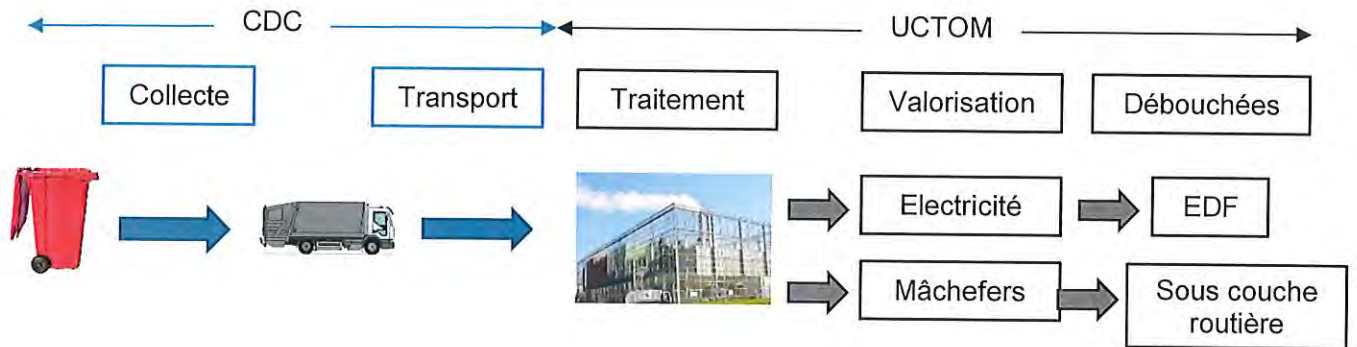 CDC
UCTOM
Collecte
Transport
Traitement
Valorisation
Débouchées
Electricité
EDF
Mâchefers
Sous couche
routière